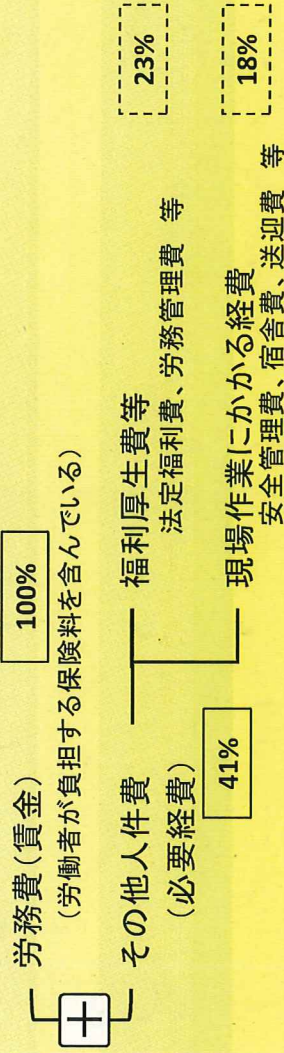 労務費(賃金)
100%
(労働者が負担する保険料を含んでいる)
+
その他人件費
(必要経費)
41%
福利厚生費等
23%
法定福利費、労務管理費 等
現場作業にかかる経費
18%
安全管理費、宿舎費、送迎費 等